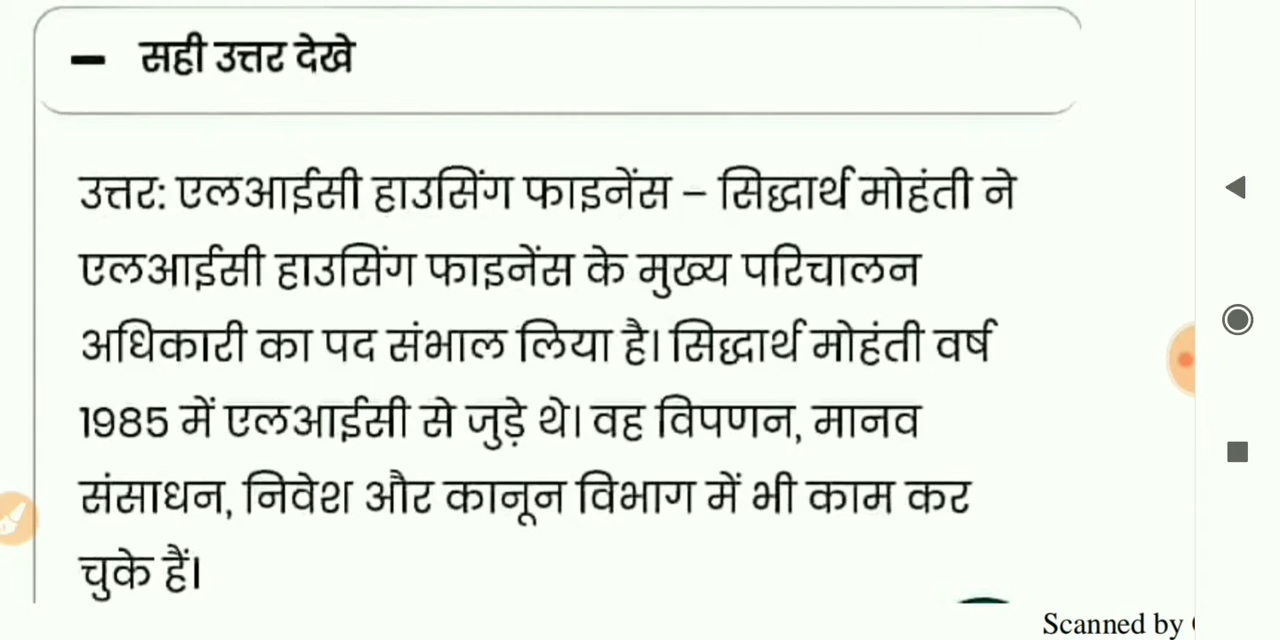 – सही उत्तर देखे
उत्तर: एलआईसी हाउसिंग फाइनेंस – सिद्धार्थ मोहंती ने
एलआईसी हाउसिंग फाइनेंस के मुख्य परिचालन
अधिकारी का पद संभाल लिया है। सिद्धार्थ मोहंती वर्ष
1985 में एलआईसी से जुड़े थे। वह विपणन, मानव
संसाधन, निवेश और कानून विभाग में भी काम कर
चुके हैं।
Scanned by